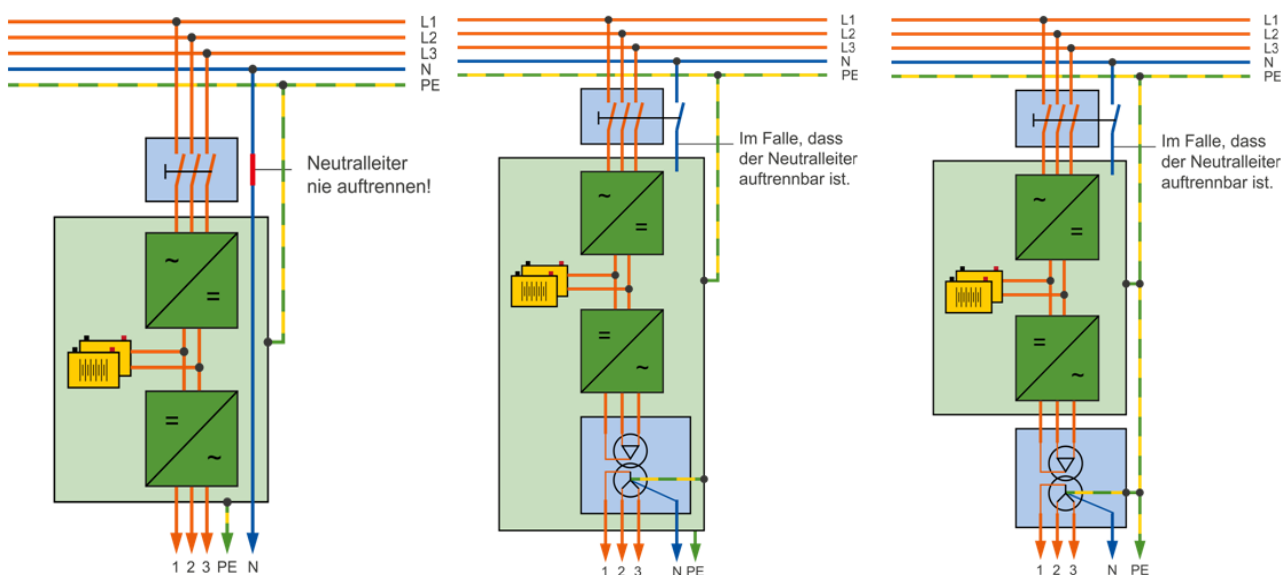 L1
L2
L3
N
PE
Neutralleiter
nie auftrennen!
~
=
=
~
1 2 3 PE N
L1
L2
L3
N
PE
Im Falle, dass
der Neutralleiter
auftrennbar ist.
~
=
=
~
1 2 3 N PE
L1
L2
L3
N
PE
Im Falle, dass
der Neutralleiter
auftrennbar ist.
~
=
=
~
1 2 3 N PE